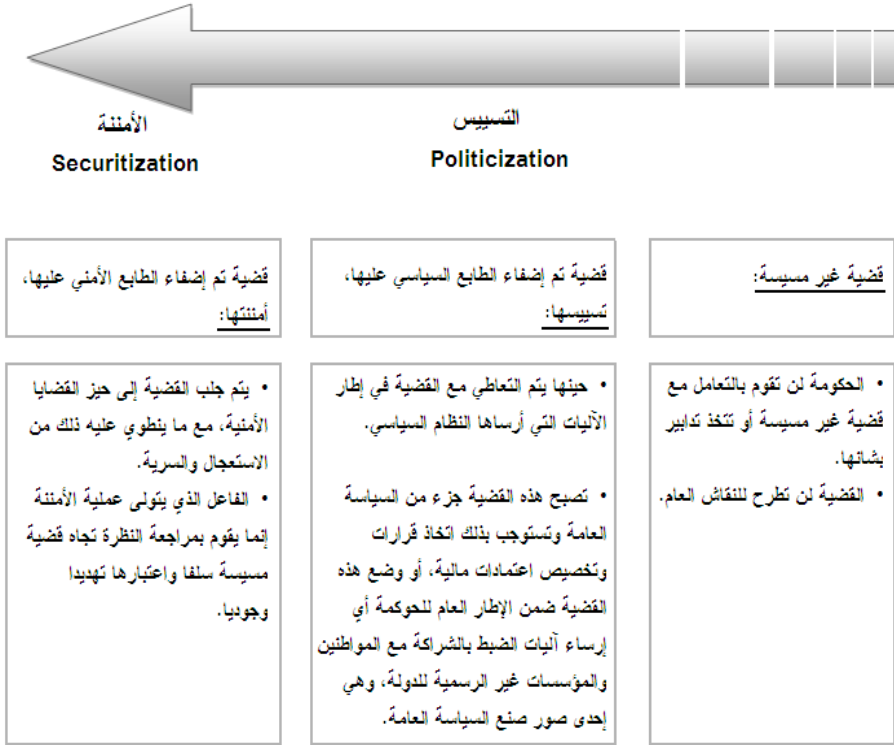 التسييس
Politicization
الأمننة
Securitization
قضية غير مسيسة:
• الحكومة لن تقوم بالتعامل مع
قضية غير مسيسة أو تتخذ تدابير
بشانها.
• القضية لن تطرح للنقاش العام.
قضية تم إضفاء الطابع السياسي عليها،
تسييسها:
• حينها يتم التعاطي مع القضية في إطار
الآليات التي أرساها النظام السياسي.
• تصبح هذه القضية جزء من السياسة
العامة وتستوجب بذلك اتخاذ قرارات
وتخصيص اعتمادات مالية، أو وضع هذه
القضية ضمن الإطار العام للحوكمة أي
إرساء آليات الضبط بالشراكة مع المواطنين
والمؤسسات غير الرسمية للدولة، وهي
إحدى صور صنع السياسة العامة.
قضية تم إضفاء الطابع الأمني عليها،
أمننتها:
• يتم جلب القضية إلى حيز القضايا
الأمنية، مع ما ينطوي عليه ذلك من
الاستعجال والسرية.
• الفاعل الذي يتولى عملية الأمننة
إنما يقوم بمراجعة النظرة تجاه قضية
مسيسة سلفا واعتبارها تهديدا
وجوديا.